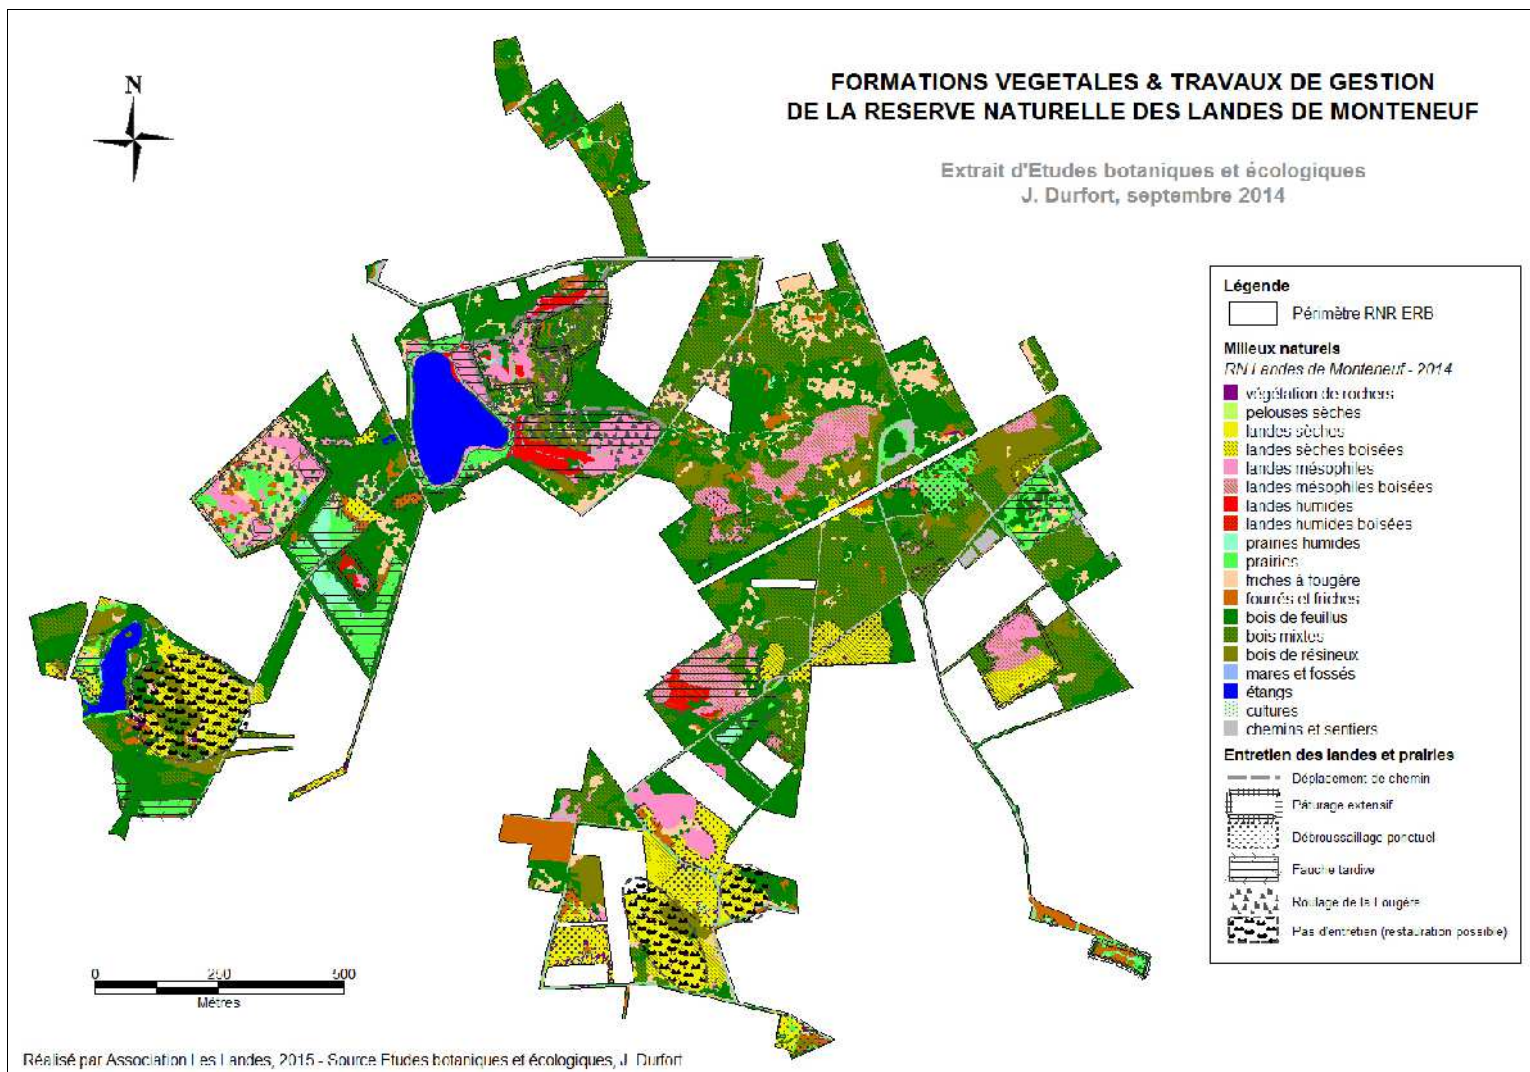 N
FORMATIONS VEGETALES & TRAVAUX DE GESTION
DE LA RESERVE NATURELLE DES LANDES DE MONTENEUF
Extrait d'Etudes botaniques et écologiques
J. Durfort, septembre 2014
Légende
Périmètre RNR ERB
Milieux naturels
RN Landes de Monteneuf - 2014
végétation de rochers
pelouses sèches
landes sèches
landes sèches boisées
landes mésophiles
landes mésophiles boisées
landes humides
landes humides boisées
prairies humides
prairies
friches à fougère
fourrés et friches
bois de feuillus
bois mixtes
bois de résineux
mares et fossés
étangs
cultures
chemins et sentiers
Entretien des landes et prairies
Déplacement de chemin
Pâturage extensif
Débroussaillage ponctuel
Fauche tardive
Roulage de la Fougère
Pas d'entretien (restauration possible)
0 250 500
Mètres
Réalisé par Association Les Landes, 2015 - Source Etudes botaniques et écologiques, J. Durfort